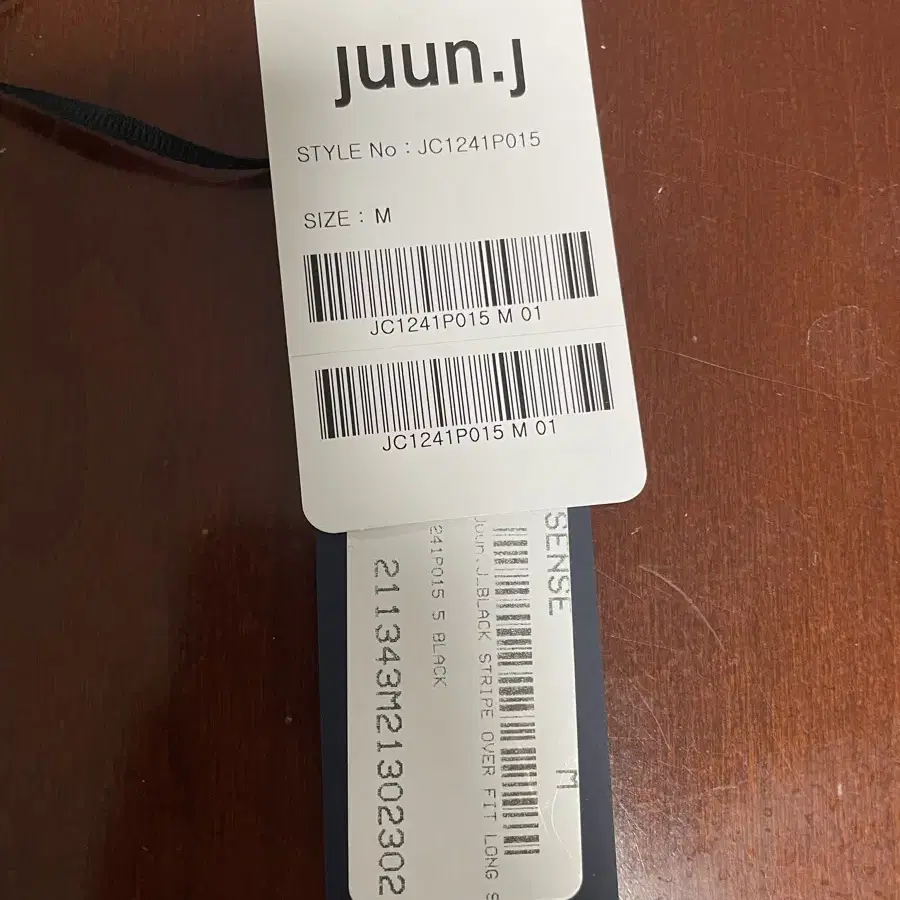 juun.j
STYLE No : JC1241P015
SIZE : M
JC1241P015 M 01
JC1241P015 M 01
SENSE
M
Juun.J_BLACK STRIPE OVER FIT LONG S
241P015 5 BLACK
211343M21302302